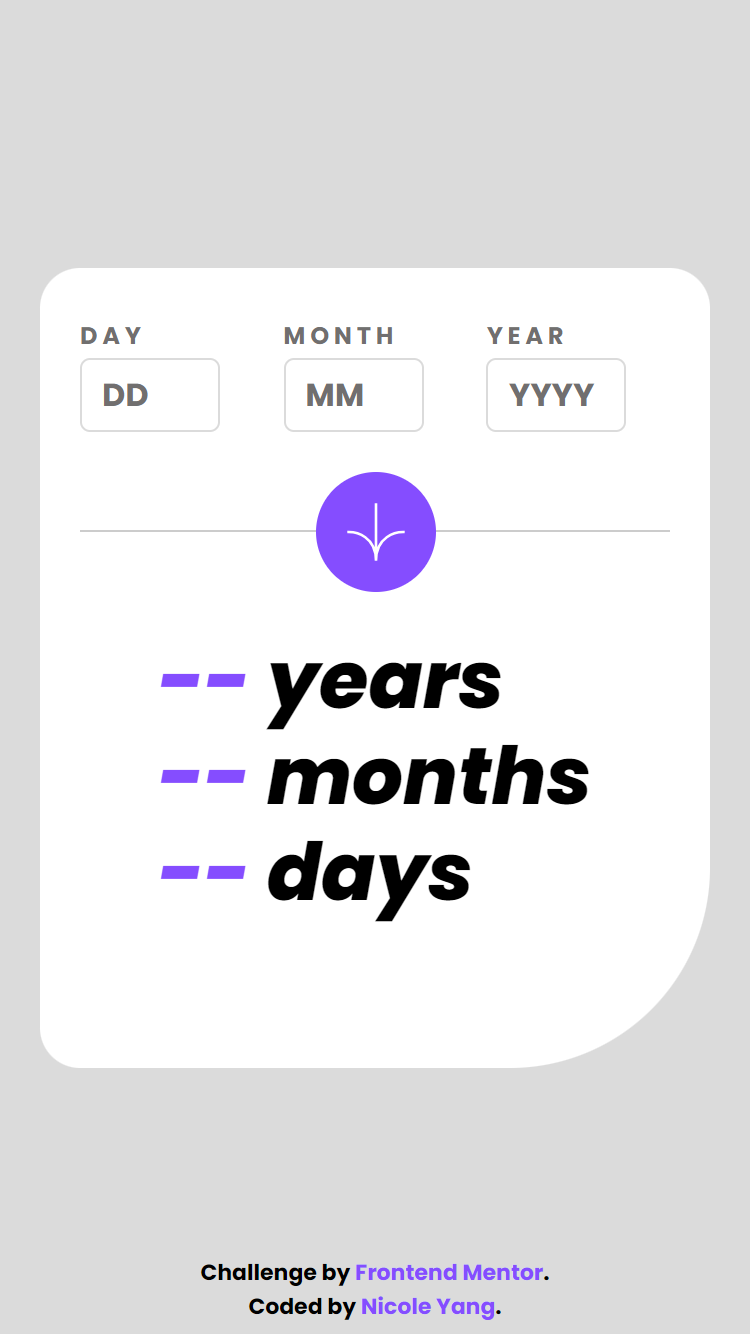 DAY MONTH YEAR
DD MM YYYY
-- years
-- months
-- days
Challenge by Frontend Mentor.
Coded by Nicole Yang.